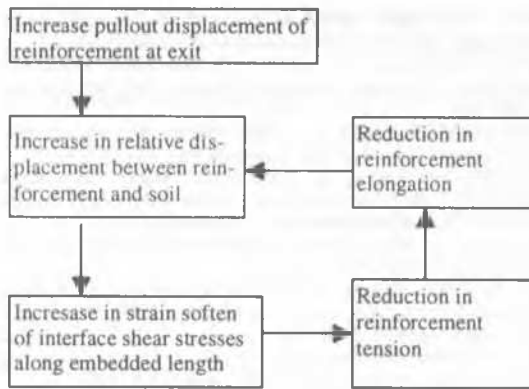 Increase pullout displacement of
reinforcement at exit
Increase in relative dis-
placement between rein-
forcement and soil
Reduction in
reinforcement
elongation
Incresase in strain soften
of interface shear stresses
along embedded length
Reduction in
reinforcement
tension